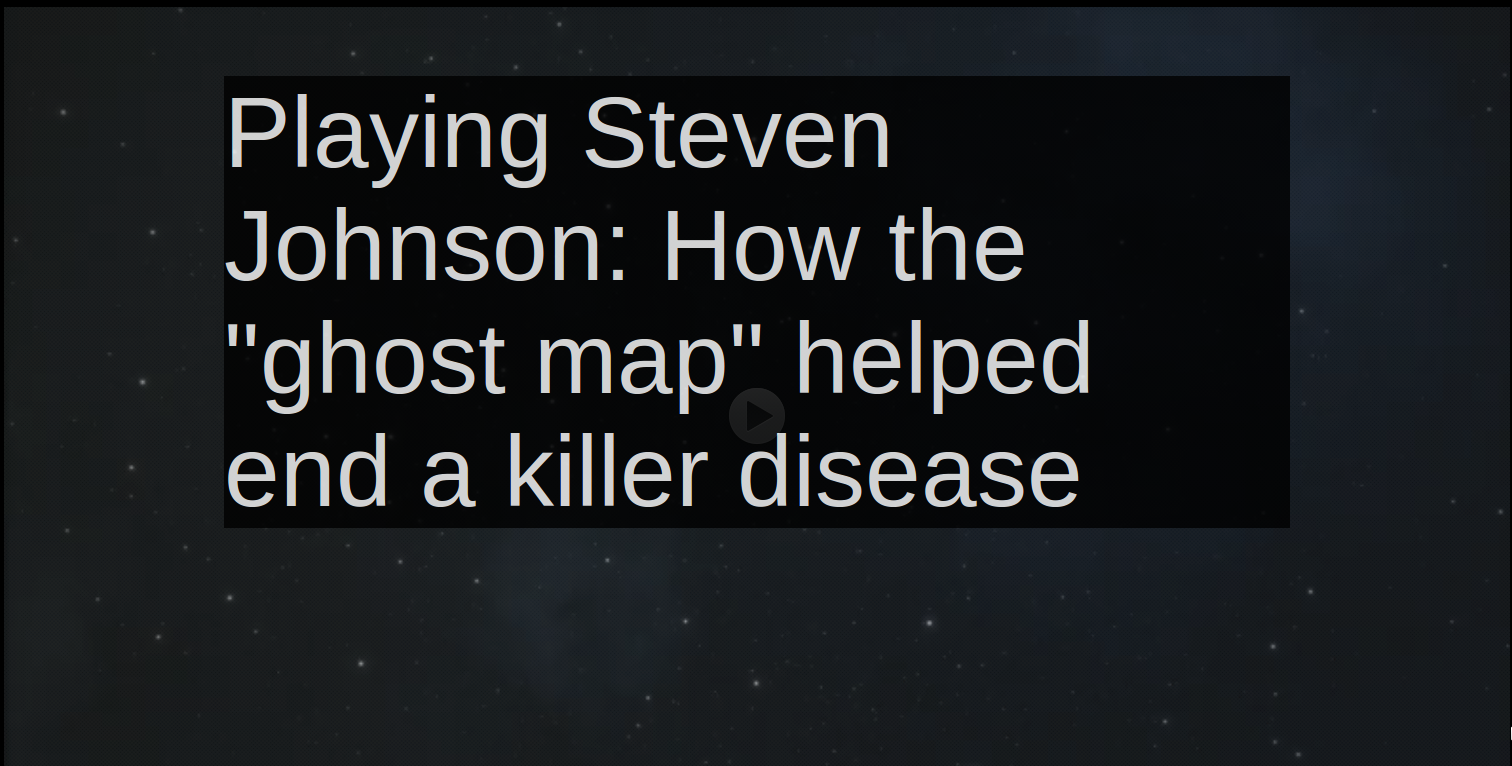 Playing Steven
Johnson: How the
"ghost map" helped
end a killer disease